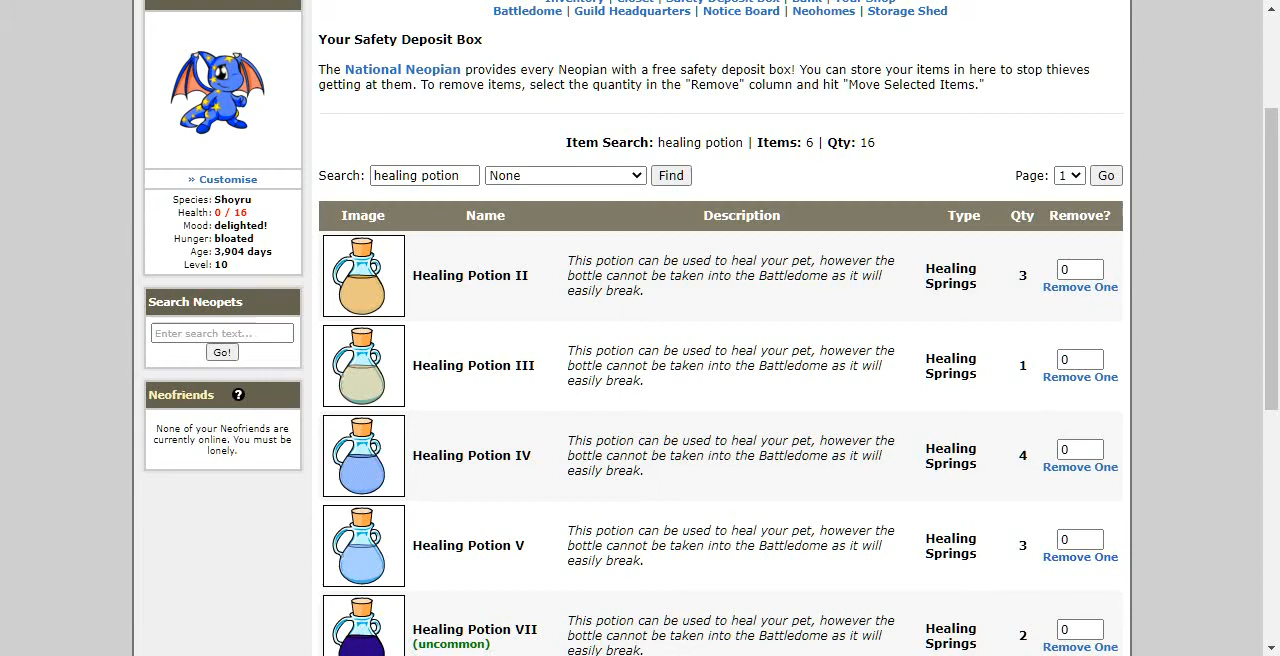 Inventory | Closet | Safety Deposit Box | Bank | Your Shop
Battledome | Guild Headquarters | Notice Board | Neohomes | Storage Shed
Your Safety Deposit Box
The National Neopian provides every Neopian with a free safety deposit box! You can store your items in here to stop thieves
getting at them. To remove items, select the quantity in the "Remove" column and hit "Move Selected Items."
Item Search: healing potion | Items: 6 | Qty: 16
Search: healing potion None Find Page: 1 Go
Image Name Description Type Qty Remove?
Healing Potion II
This potion can be used to heal your pet, however the
bottle cannot be taken into the Battledome as it will
easily break.
Healing
Springs
3
0
Remove One
Healing Potion III
This potion can be used to heal your pet, however the
bottle cannot be taken into the Battledome as it will
easily break.
Healing
Springs
1
0
Remove One
Healing Potion IV
This potion can be used to heal your pet, however the
bottle cannot be taken into the Battledome as it will
easily break.
Healing
Springs
4
0
Remove One
Healing Potion V
This potion can be used to heal your pet, however the
bottle cannot be taken into the Battledome as it will
easily break.
Healing
Springs
3
0
Remove One
Healing Potion VII
(uncommon)
This potion can be used to heal your pet, however the
bottle cannot be taken into the Battledome as it will
easily break.
Healing
Springs
2
0
Remove One
» Customise
Species: Shoyru
Health: 0 / 16
Mood: delighted!
Hunger: bloated
Age: 3,904 days
Level: 10
Search Neopets
Enter search text...
Go!
Neofriends ?
None of your Neofriends are
currently online. You must be
lonely.